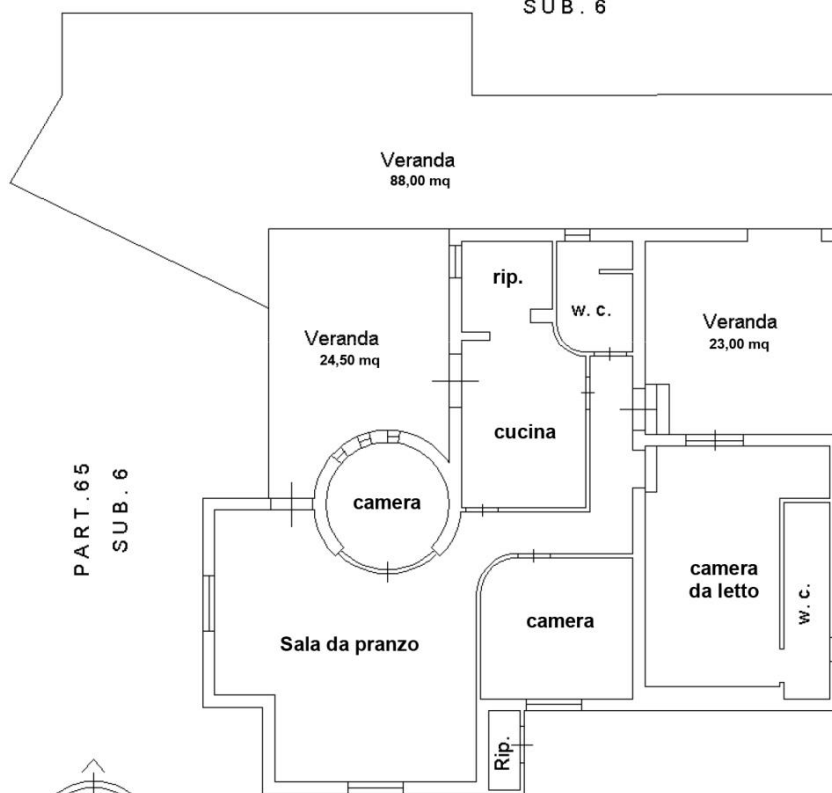 SUB. 6
Veranda
88,00 mq
rip.
w. c.
Veranda
24,50 mq
Veranda
23,00 mq
cucina
camera
PART.65
SUB. 6
camera
da letto
w. c.
camera
Sala da pranzo
Rip.